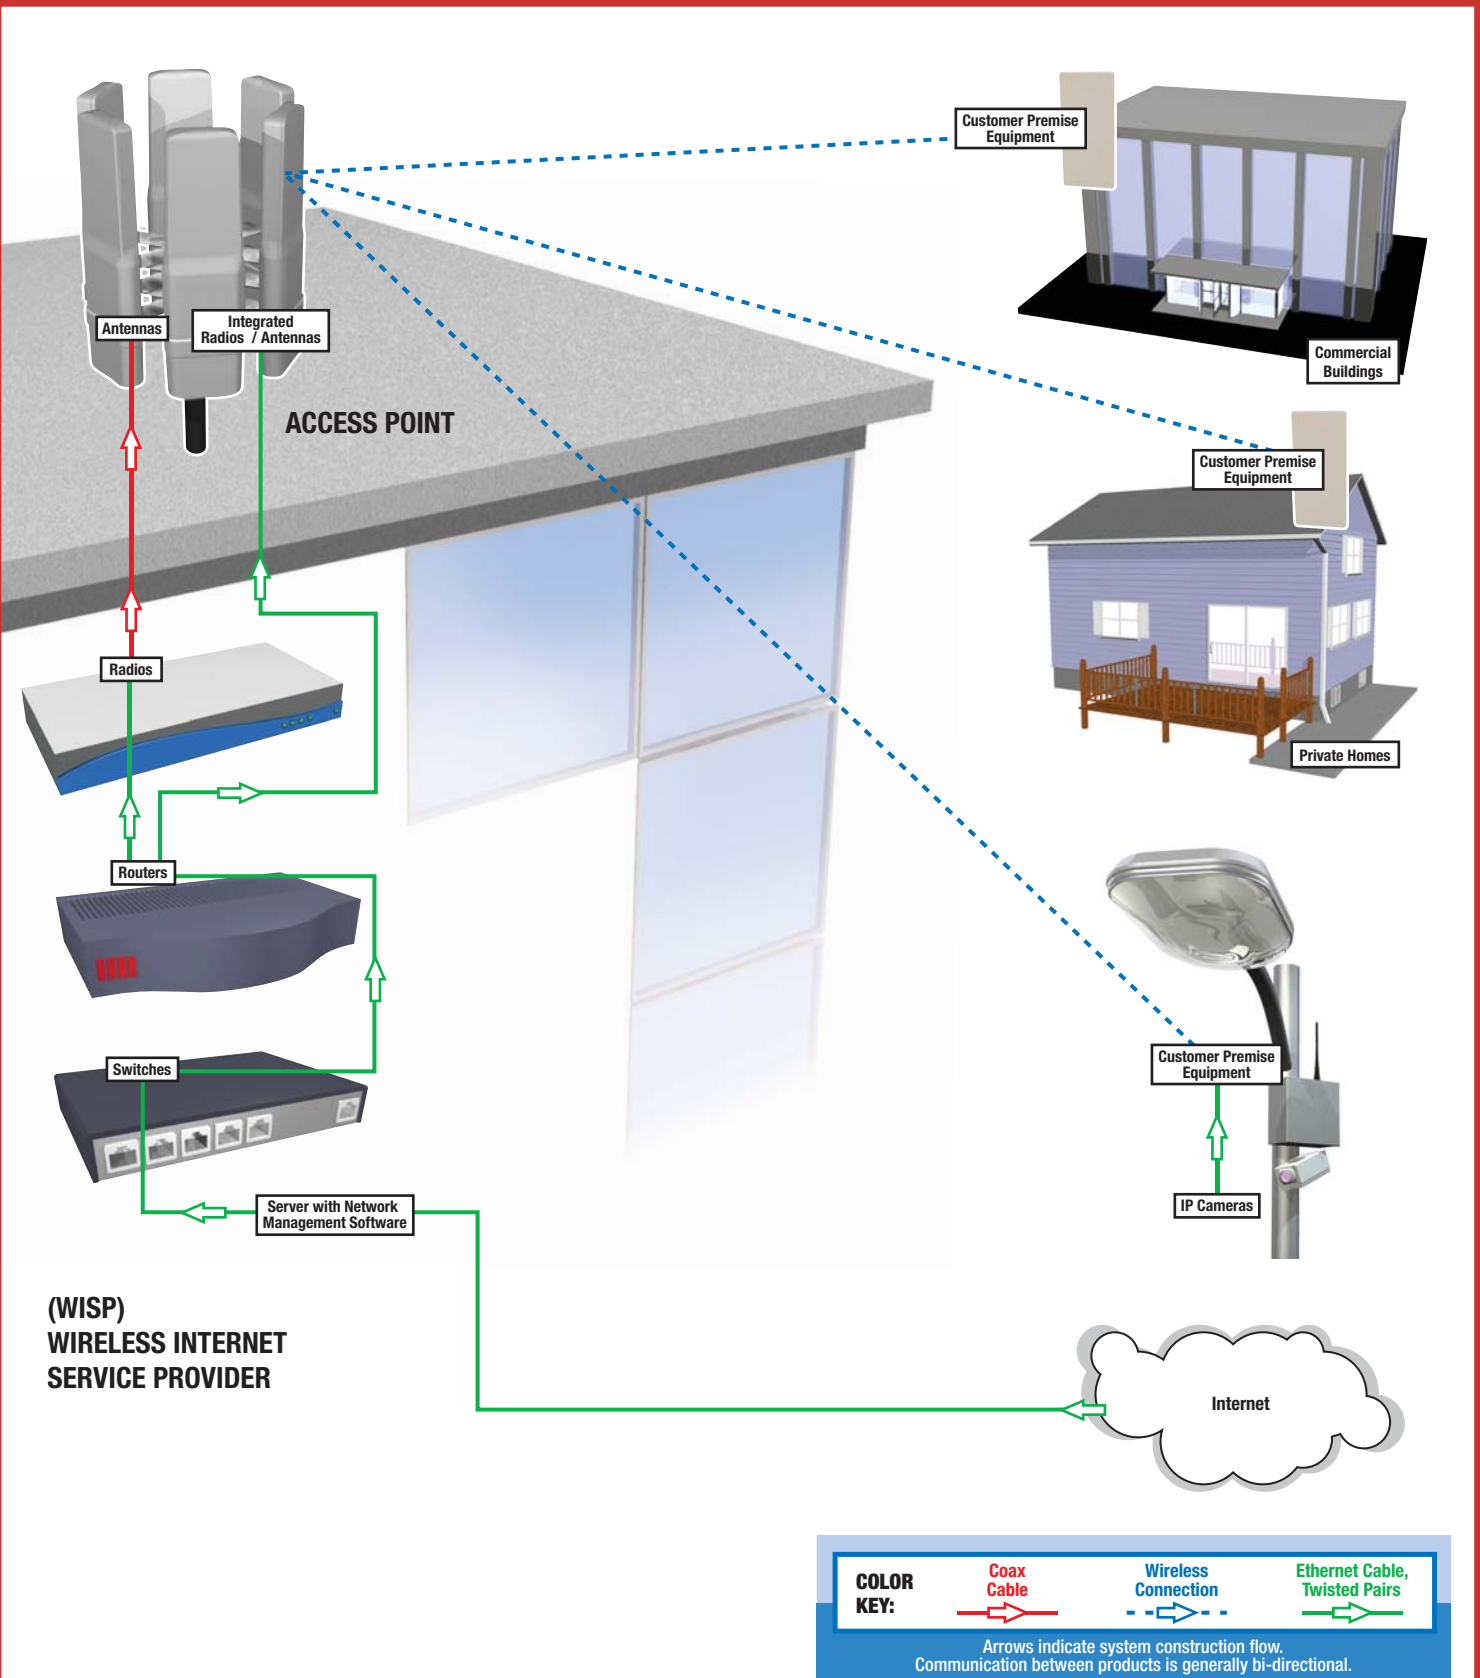 Customer Premise
Equipment
Antennas
Integrated
Radios / Antennas
Commercial
Buildings
ACCESS POINT
Customer Premise
Equipment
Radios
Private Homes
Routers
Switches
Customer Premise
Equipment
Server with Network
Management Software
IP Cameras
(WISP)
WIRELESS INTERNET
SERVICE PROVIDER
Internet
COLOR
KEY:
Coax
Cable
Wireless
Connection
Ethernet Cable,
Twisted Pairs
Arrows indicate system construction flow.
Communication between products is generally bi-directional.